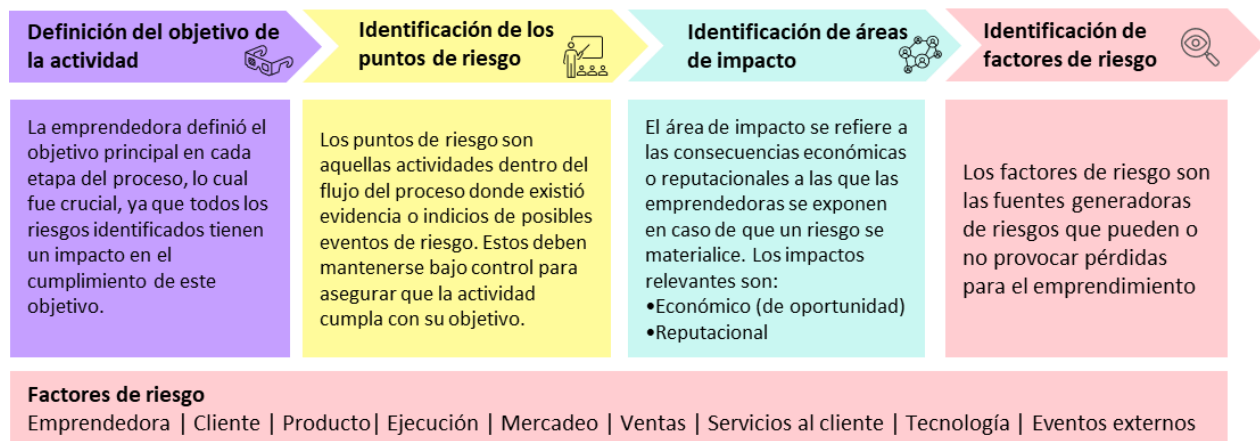 Definición del objetivo de
la actividad
Identificación de los
puntos de riesgo
Identificación de áreas
de impacto
Identificación de
factores de riesgo
La emprendedora definió el
objetivo principal en cada
etapa del proceso, lo cual
fue crucial, ya que todos los
riesgos identificados tienen
un impacto en el
cumplimiento de este
objetivo.
Los puntos de riesgo son
aquellas actividades dentro del
flujo del proceso donde existió
evidencia o indicios de posibles
eventos de riesgo. Estos deben
mantenerse bajo control para
asegurar que la actividad
cumpla con su objetivo.
El área de impacto se refiere a
las consecuencias económicas
o reputacionales a las que las
emprendedoras se exponen
en caso de que un riesgo se
materialice. Los impactos
relevantes son:
•Económico (de oportunidad)
•Reputacional
Los factores de riesgo son
las fuentes generadoras
de riesgos que pueden o
no provocar pérdidas
para el emprendimiento
Factores de riesgo
Emprendedora | Cliente | Producto| Ejecución | Mercadeo | Ventas | Servicios al cliente | Tecnología | Eventos externos